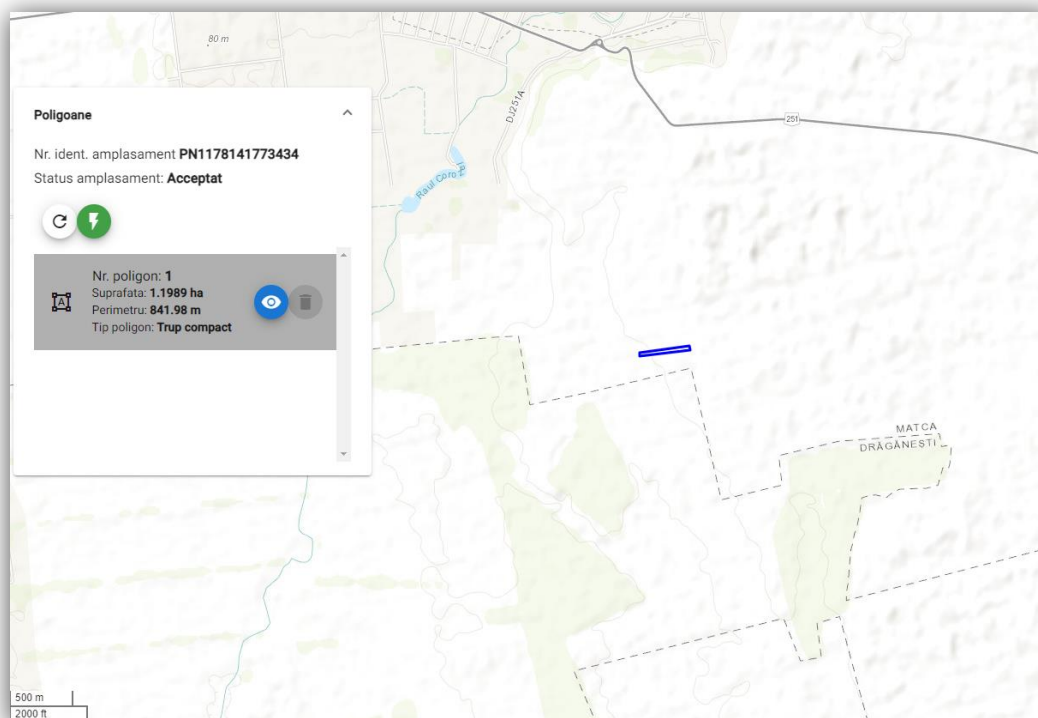 80 m
Poligoane
Nr. ident. amplasament PN1178141773434
Status amplasament: Acceptat
Nr. poligon: 1
Suprafata: 1.1989 ha
Perimetru: 841.98 m
Tip poligon: Trup compact
DJ251A
251
MATCA
DRĂGĂNEȘTI
500 m
2000 ft